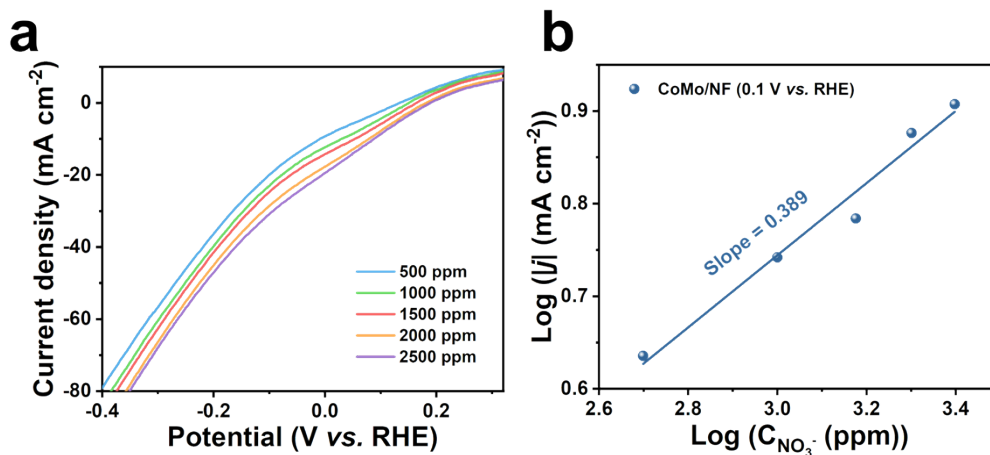 a
Current density (mA cm-2)
0
-20
-40
-60
-80
500 ppm
1000 ppm
1500 ppm
2000 ppm
2500 ppm
-0.4
-0.2
0.0
0.2
Potential (V vs. RHE)
b
Log (|j| (mA cm-2))
0.9
0.8
0.7
0.6
CoMo/NF (0.1 V vs. RHE)
Slope = 0.389
2.6
2.8
3.0
3.2
3.4
Log (CNO3- (ppm))